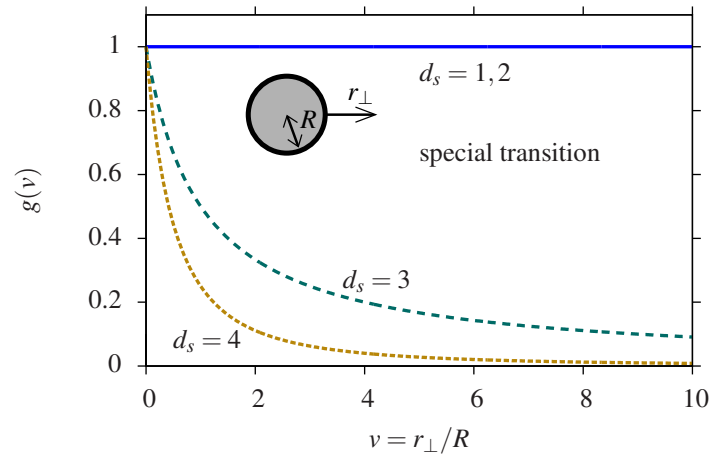 1
0.8
0.6
0.4
0.2
0
g(v)
d_s = 1, 2
r_⊥
R
special transition
d_s = 3
d_s = 4
0 2 4 6 8 10
v = r_⊥/R